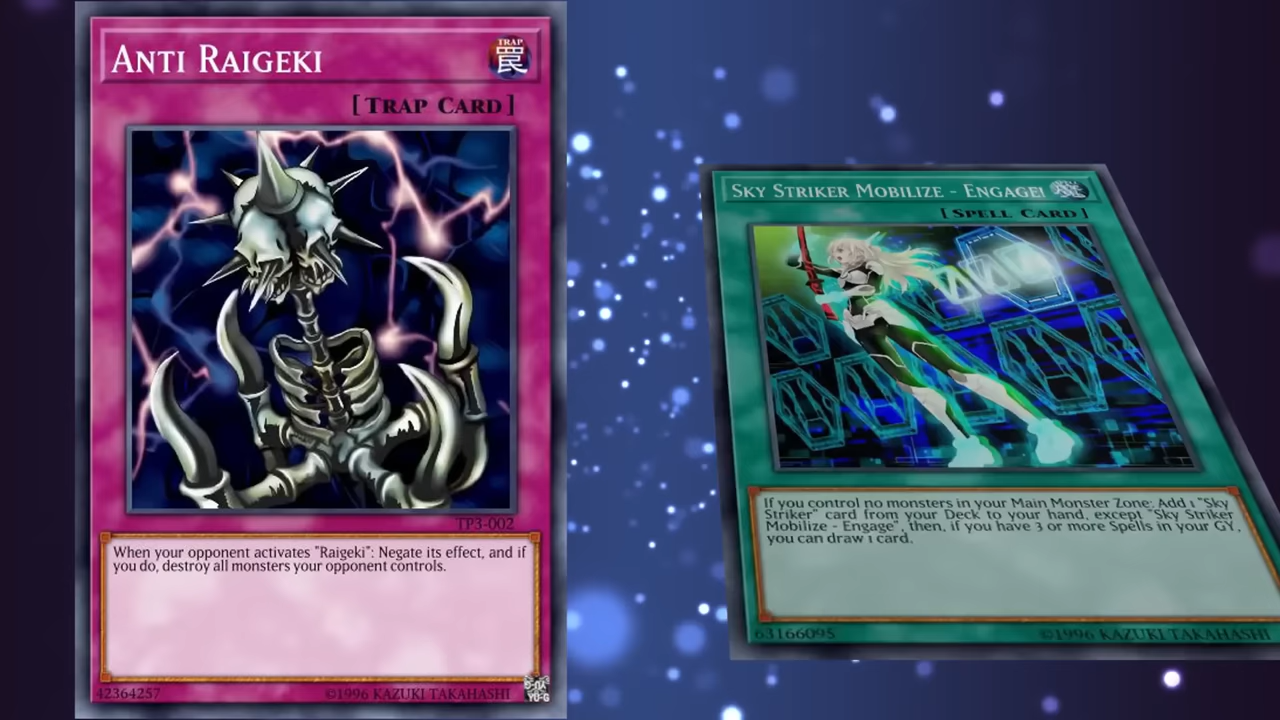 ANTI RAIGEKI
TRAP
罠
[TRAP CARD]
TP3-002
When your opponent activates "Raigeki": Negate its effect, and if
you do, destroy all monsters your opponent controls.
42364257
©1996 KAZUKI TAKAHASHI
SKY STRIKER MOBILIZE - ENGAGE!
[SPELL CARD]
If you control no monsters in your Main Monster Zone: Add 1 "Sky
Striker" card from your Deck to your hand, except "Sky Striker
Mobilize - Engage", then, if you have 3 or more Spells in your GY,
you can draw 1 card.
63166095
©1996 KAZUKI TAKAHASHI